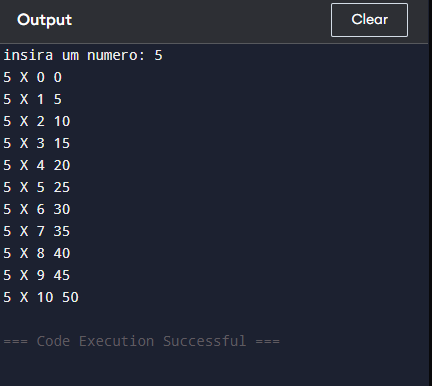 Output
Clear
insira um numero: 5
5 X 0 0
5 X 1 5
5 X 2 10
5 X 3 15
5 X 4 20
5 X 5 25
5 X 6 30
5 X 7 35
5 X 8 40
5 X 9 45
5 X 10 50
=== Code Execution Successful ===